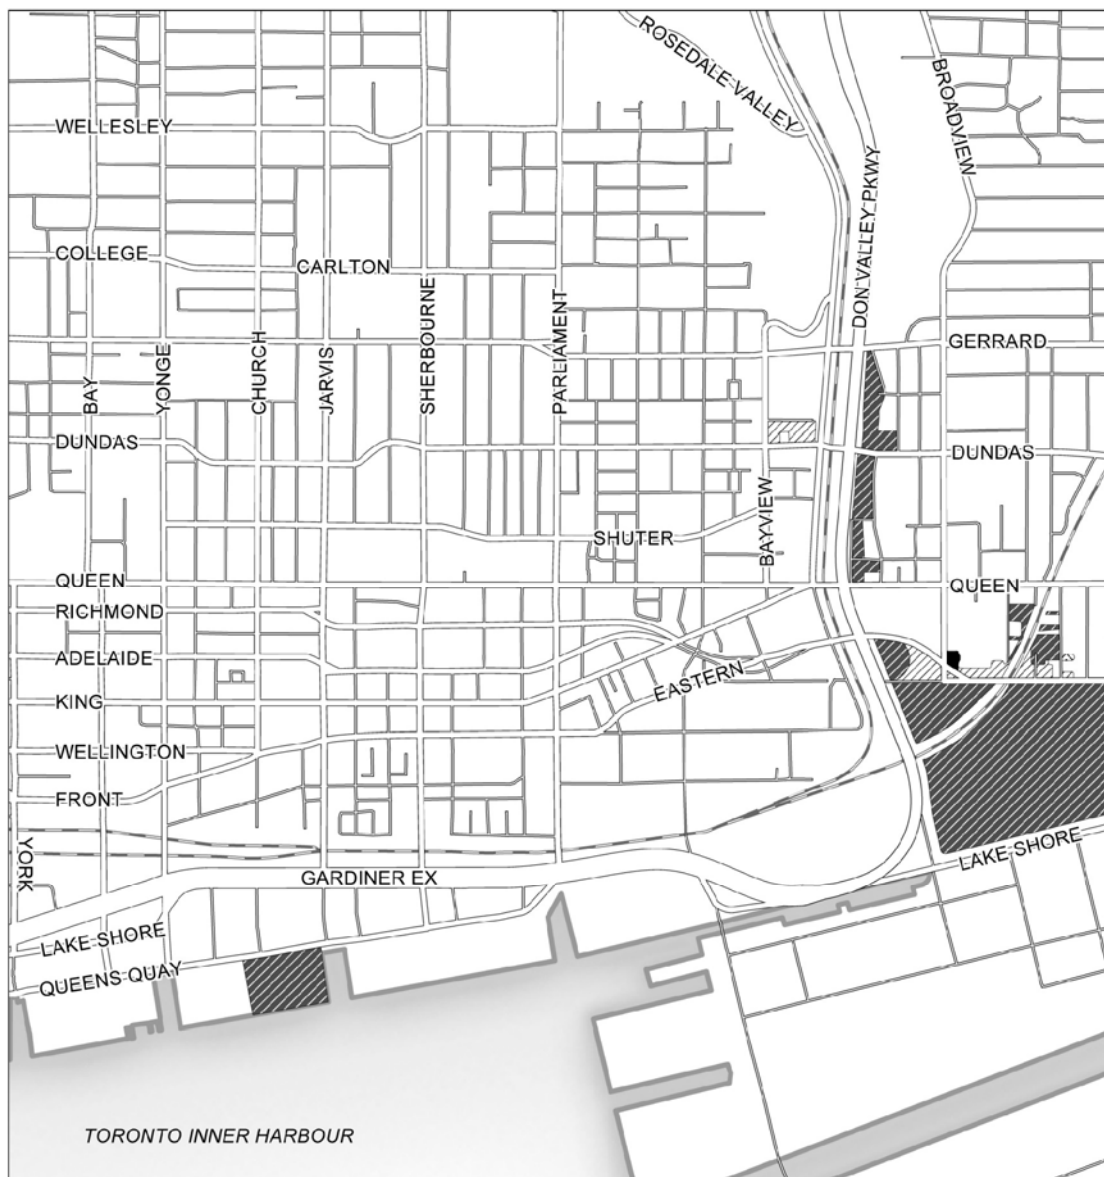 ROSEDALE VALLEY
BROADVIEW
WELLESLEY
DON VALLEY PKWY
COLLEGE
CARLTON
SHERBOURNE
PARLIAMENT
CHURCH
GERRARD
BAY
YONGE
JARVIS
DUNDAS
DUNDAS
BAYVIEW
SHUTER
QUEEN
QUEEN
RICHMOND
ADELAIDE
EASTERN
KING
WELLINGTON
FRONT
YORK
LAKE SHORE
GARDINER EX
LAKE SHORE
QUEENS QUAY
TORONTO INNER HARBOUR